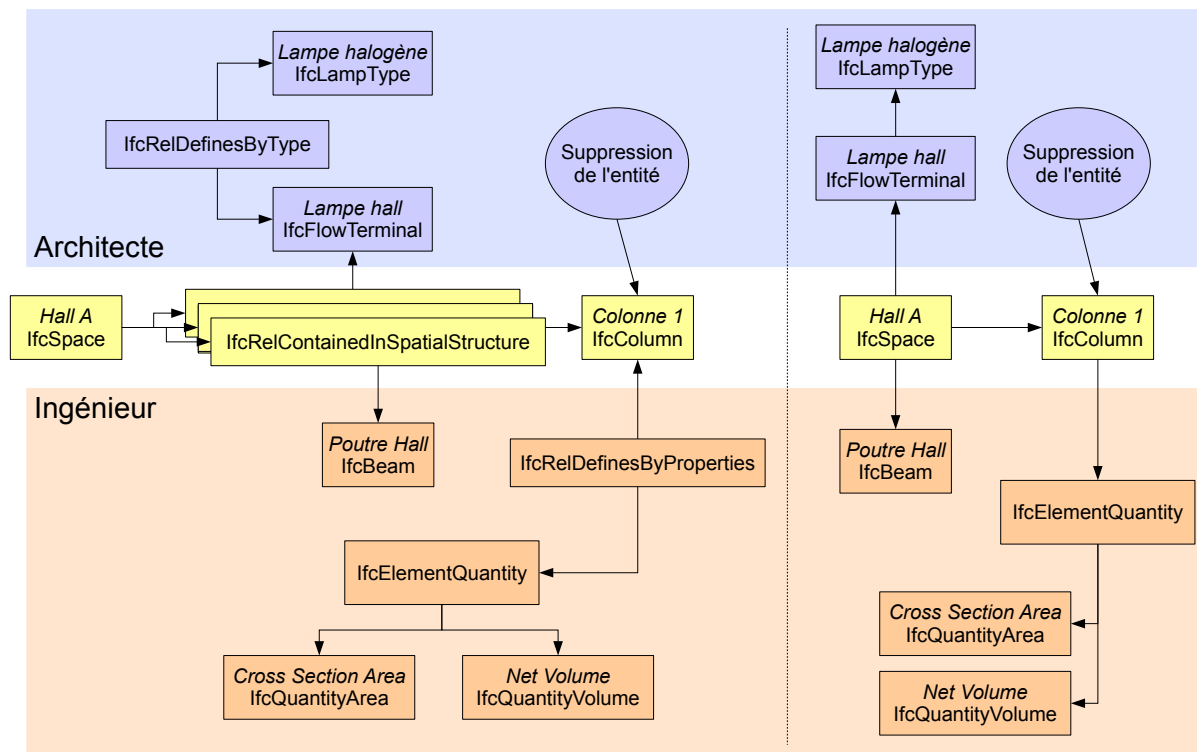 Lampe halogène
IfcLampType
IfcRelDefinesByType
Lampe hall
IfcFlowTerminal
Suppression
de l'entité
Architecte
Hall A
IfcSpace
IfcRelContainedInSpatialStructure
Colonne 1
IfcColumn
Ingénieur
Poutre Hall
IfcBeam
IfcRelDefinesByProperties
IfcElementQuantity
Cross Section Area
IfcQuantityArea
Net Volume
IfcQuantityVolume
Lampe halogène
IfcLampType
Lampe hall
IfcFlowTerminal
Suppression
de l'entité
Hall A
IfcSpace
Colonne 1
IfcColumn
Poutre Hall
IfcBeam
IfcElementQuantity
Cross Section Area
IfcQuantityArea
Net Volume
IfcQuantityVolume